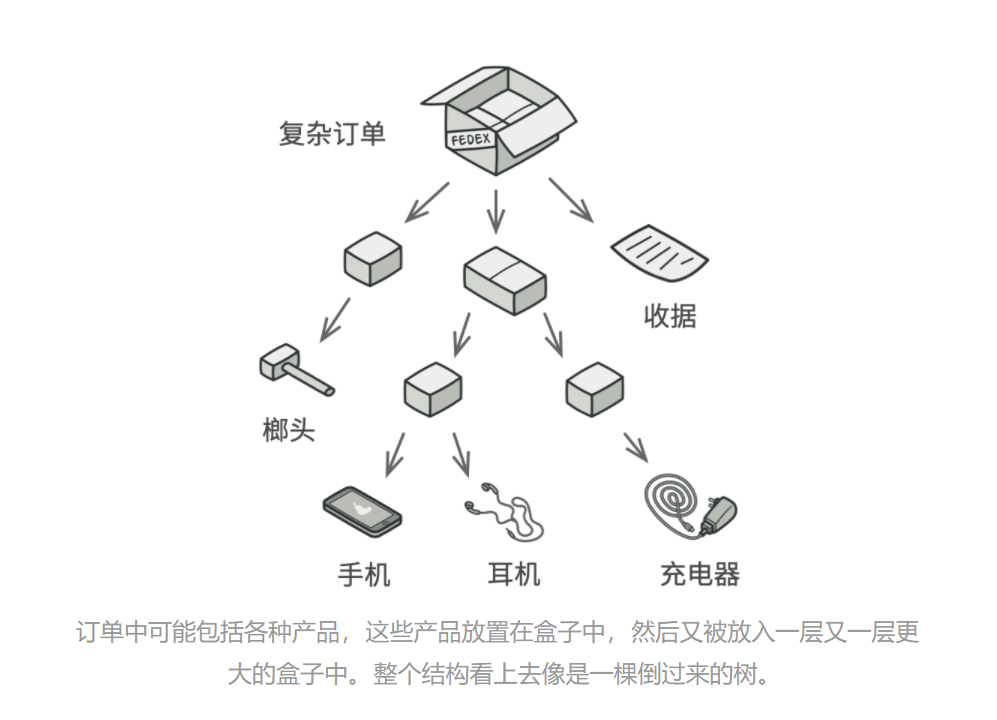 复杂订单
FEDEX
收据
榔头
手机
耳机
充电器
订单中可能包括各种产品，这些产品放置在盒子中，然后又被放入一层又一层更
大的盒子中。整个结构看上去像是一棵倒过来的树。